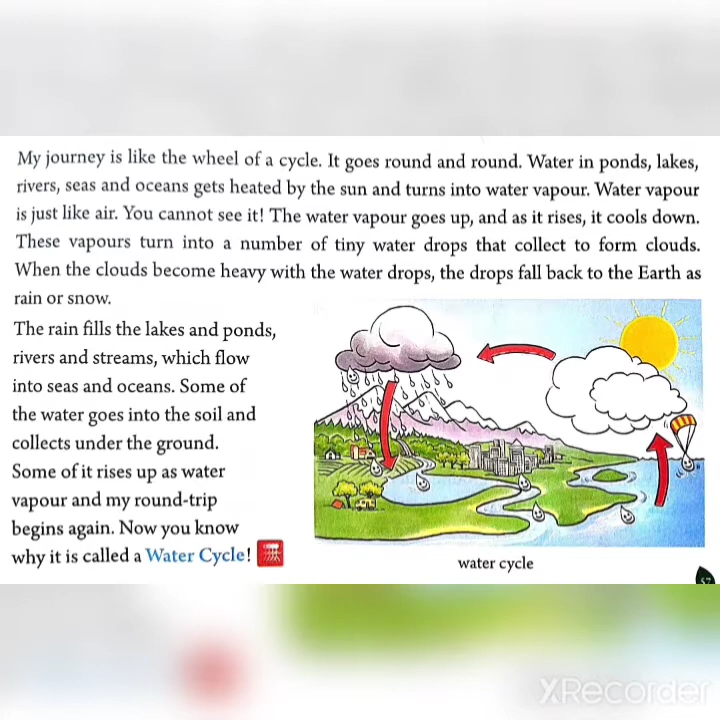 My journey is like the wheel of a cycle. It goes round and round. Water in ponds, lakes,
rivers, seas and oceans gets heated by the sun and turns into water vapour. Water vapour
is just like air. You cannot see it! The water vapour goes up, and as it rises, it cools down.
These vapours turn into a number of tiny water drops that collect to form clouds.
When the clouds become heavy with the water drops, the drops fall back to the Earth as
rain or snow.
The rain fills the lakes and ponds,
rivers and streams, which flow
into seas and oceans. Some of
the water goes into the soil and
collects under the ground.
Some of it rises up as water
vapour and my round-trip
begins again. Now you know
why it is called a Water Cycle!
water cycle
57
XRecorder